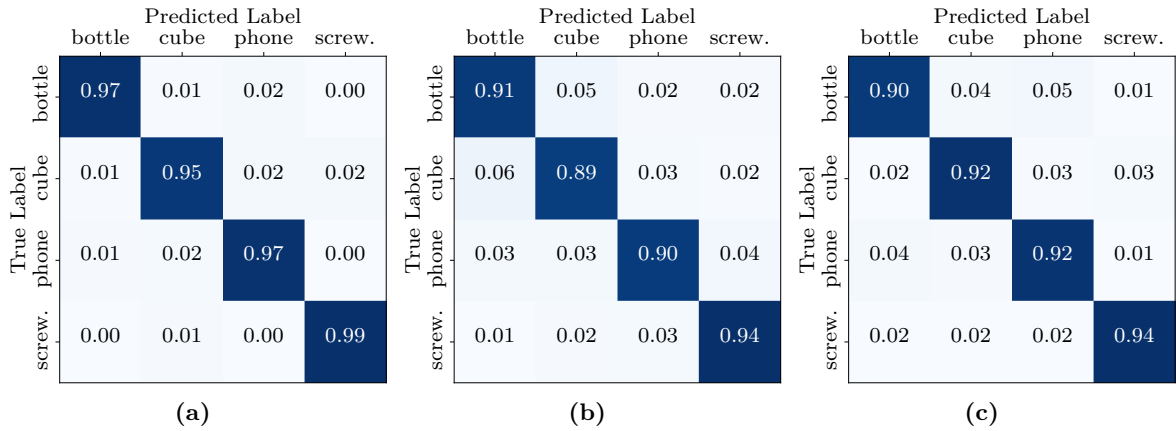 Predicted Label Predicted Label Predicted Label
bottle cube phone screw. bottle cube phone screw. bottle cube phone screw.
True Label True Label True Label
bottle 0.97 0.01 0.02 0.00 bottle 0.91 0.05 0.02 0.02 bottle 0.90 0.04 0.05 0.01
cube 0.01 0.95 0.02 0.02 cube 0.06 0.89 0.03 0.02 cube 0.02 0.92 0.03 0.03
phone 0.01 0.02 0.97 0.00 phone 0.03 0.03 0.90 0.04 phone 0.04 0.03 0.92 0.01
screw. 0.00 0.01 0.00 0.99 screw. 0.01 0.02 0.03 0.94 screw. 0.02 0.02 0.02 0.94
(a) (b) (c)